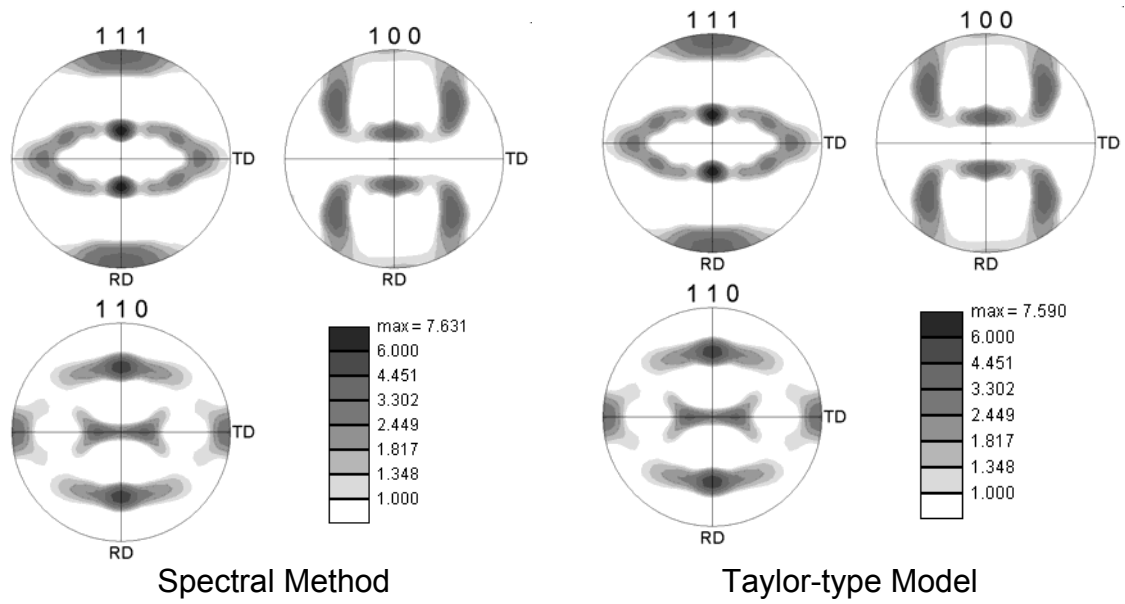 1 1 1
1 0 0
TD
TD
RD
RD
1 1 0
TD
RD
max = 7.631
6.000
4.451
3.302
2.449
1.817
1.348
1.000
Spectral Method
1 1 1
1 0 0
TD
TD
RD
RD
1 1 0
TD
RD
max = 7.590
6.000
4.451
3.302
2.449
1.817
1.348
1.000
Taylor-type Model